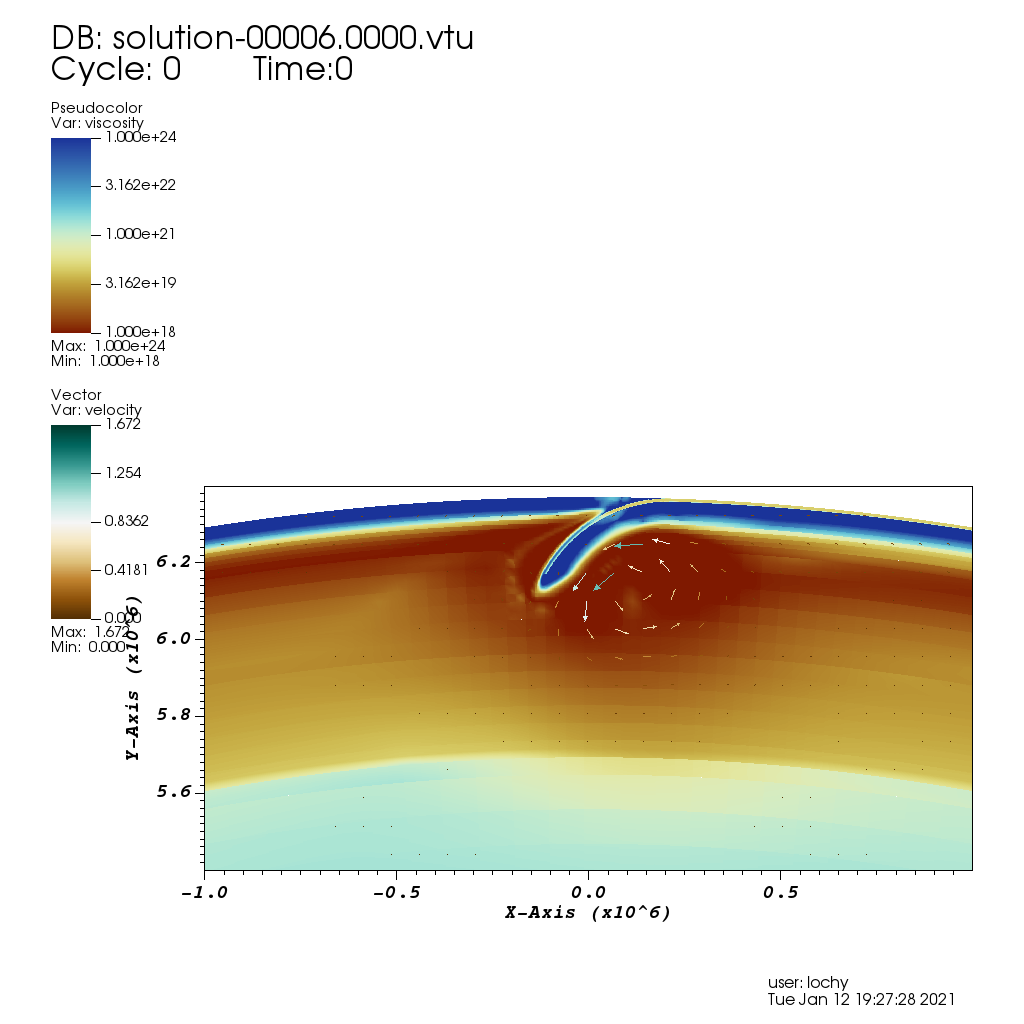 DB: solution-00006.0000.vtu
Cycle: 0 Time:0
Pseudocolor
Var: viscosity
1.000e+24
3.162e+22
1.000e+21
3.162e+19
1.000e+18
Max: 1.000e+24
Min: 1.000e+18
Vector
Var: velocity
1.672
1.254
0.8362
0.4181
0.000
Max: 1.672
Min: 0.000
Y-Axis (x10^6)
6.2
6.0
5.8
5.6
-1.0 -0.5 0.0 0.5
X-Axis (x10^6)
user: lochy
Tue Jan 12 19:27:28 2021